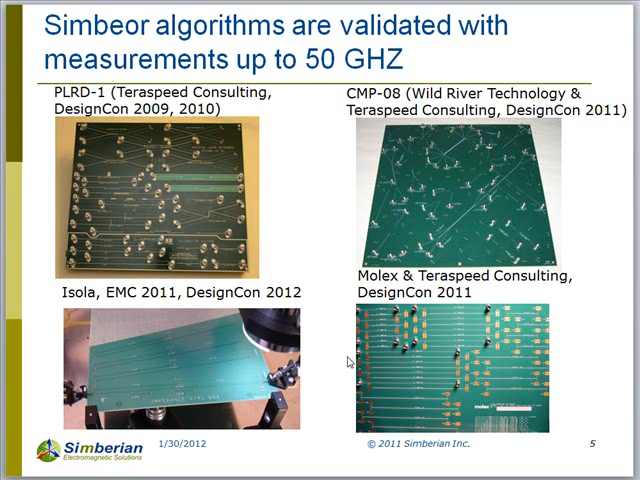 Simbeor algorithms are validated with
measurements up to 50 GHZ
PLRD-1 (Teraspeed Consulting,
DesignCon 2009, 2010)
CMP-08 (Wild River Technology &
Teraspeed Consulting, DesignCon 2011)
Isola, EMC 2011, DesignCon 2012
Molex & Teraspeed Consulting,
DesignCon 2011
molex
Simberian
Electromagnetic Solutions
1/30/2012
© 2011 Simberian Inc.
5